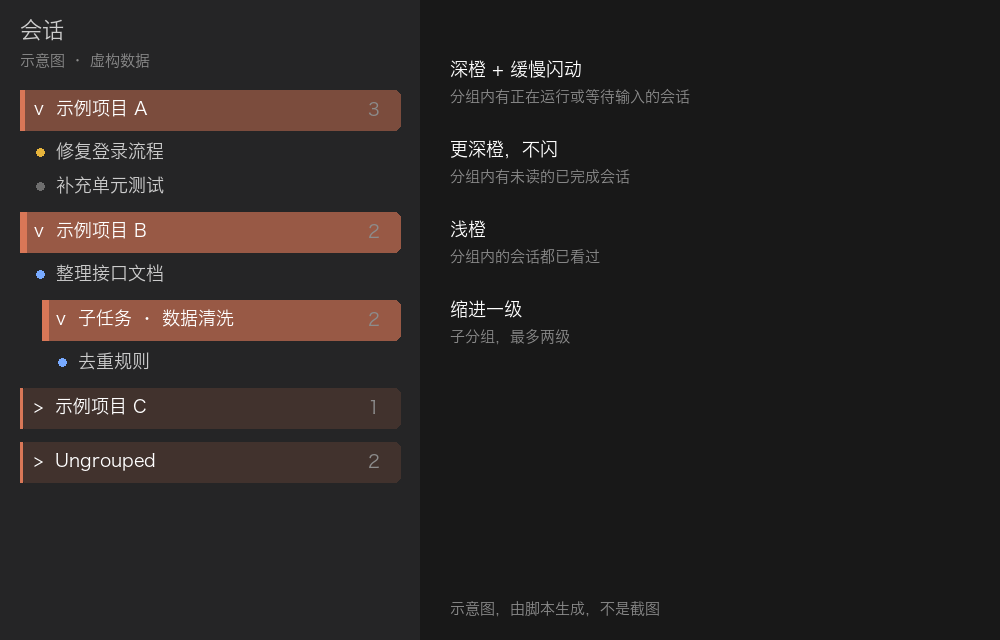 会话
示意图 · 虚构数据
v 示例项目 A 3
修复登录流程
补充单元测试
v 示例项目 B 2
整理接口文档
v 子任务 · 数据清洗 2
去重规则
> 示例项目 C 1
> Ungrouped 2
深橙 + 缓慢闪动
分组内有正在运行或等待输入的会话
更深橙，不闪
分组内有未读的已完成会话
浅橙
分组内的会话都已看过
缩进一级
子分组，最多两级
示意图，由脚本生成，不是截图